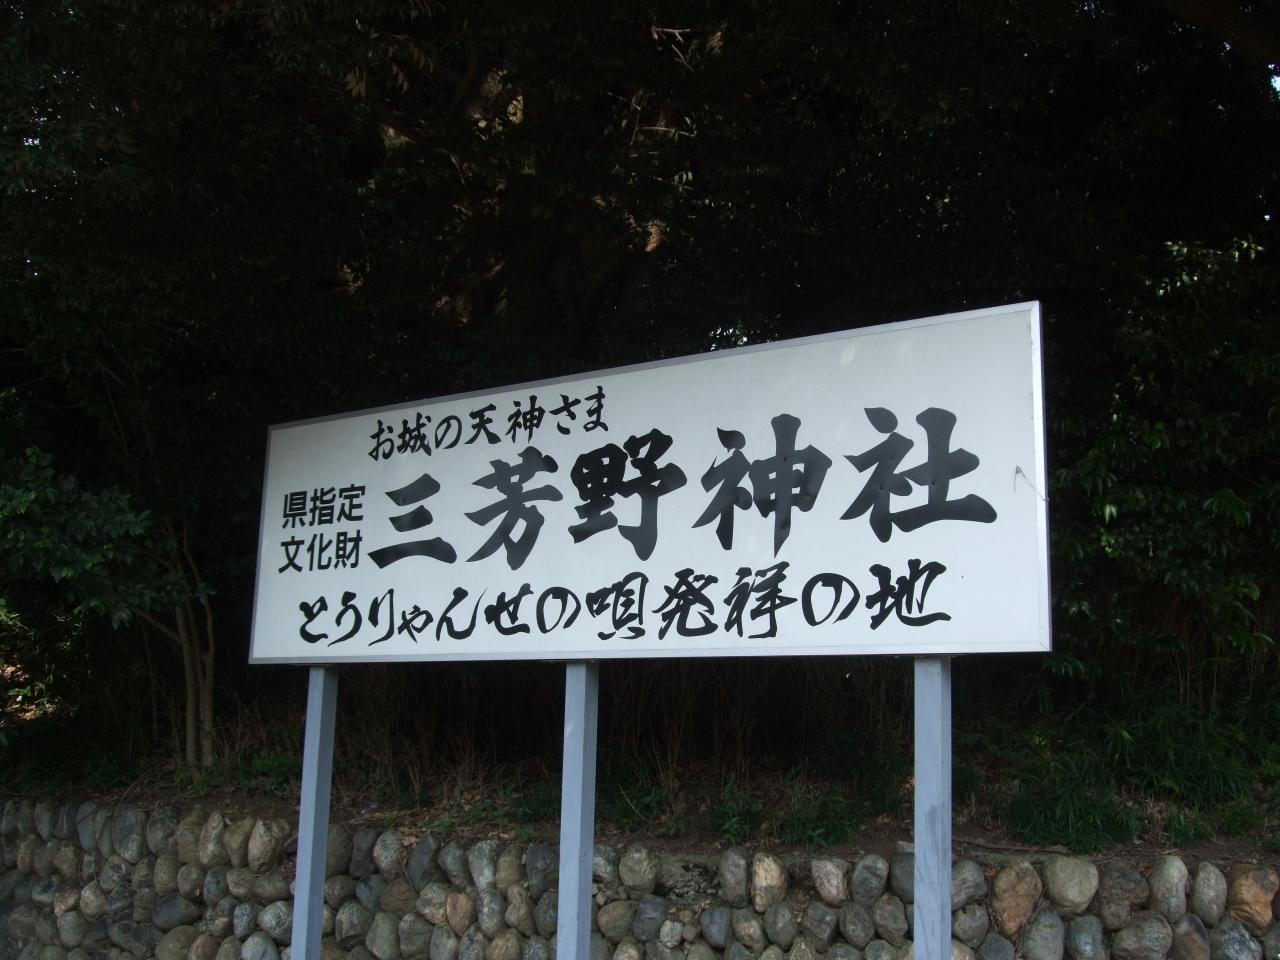 お城の天神さま
県指定
文化財
三芳野神社
とうりゃんせの唄発祥の地